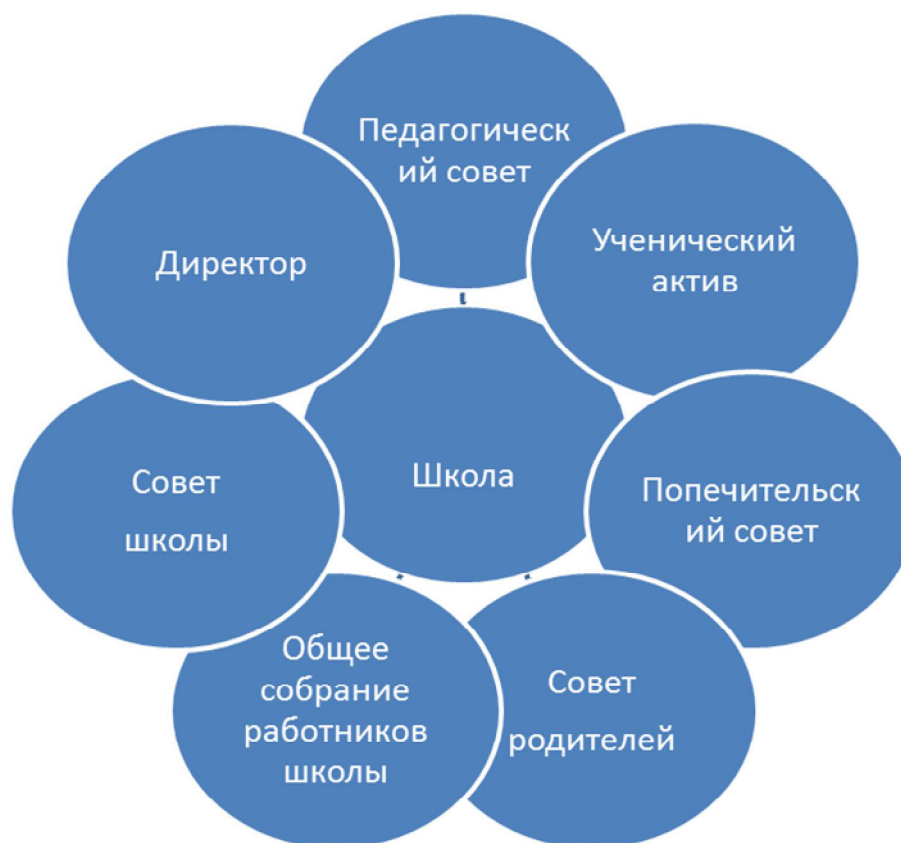 Педагогическ
ий совет
Ученический
актив
Директор
Школа
Совет
школы
Попечительск
ий совет
Общее
собрание
работников
школы
Совет
родителей